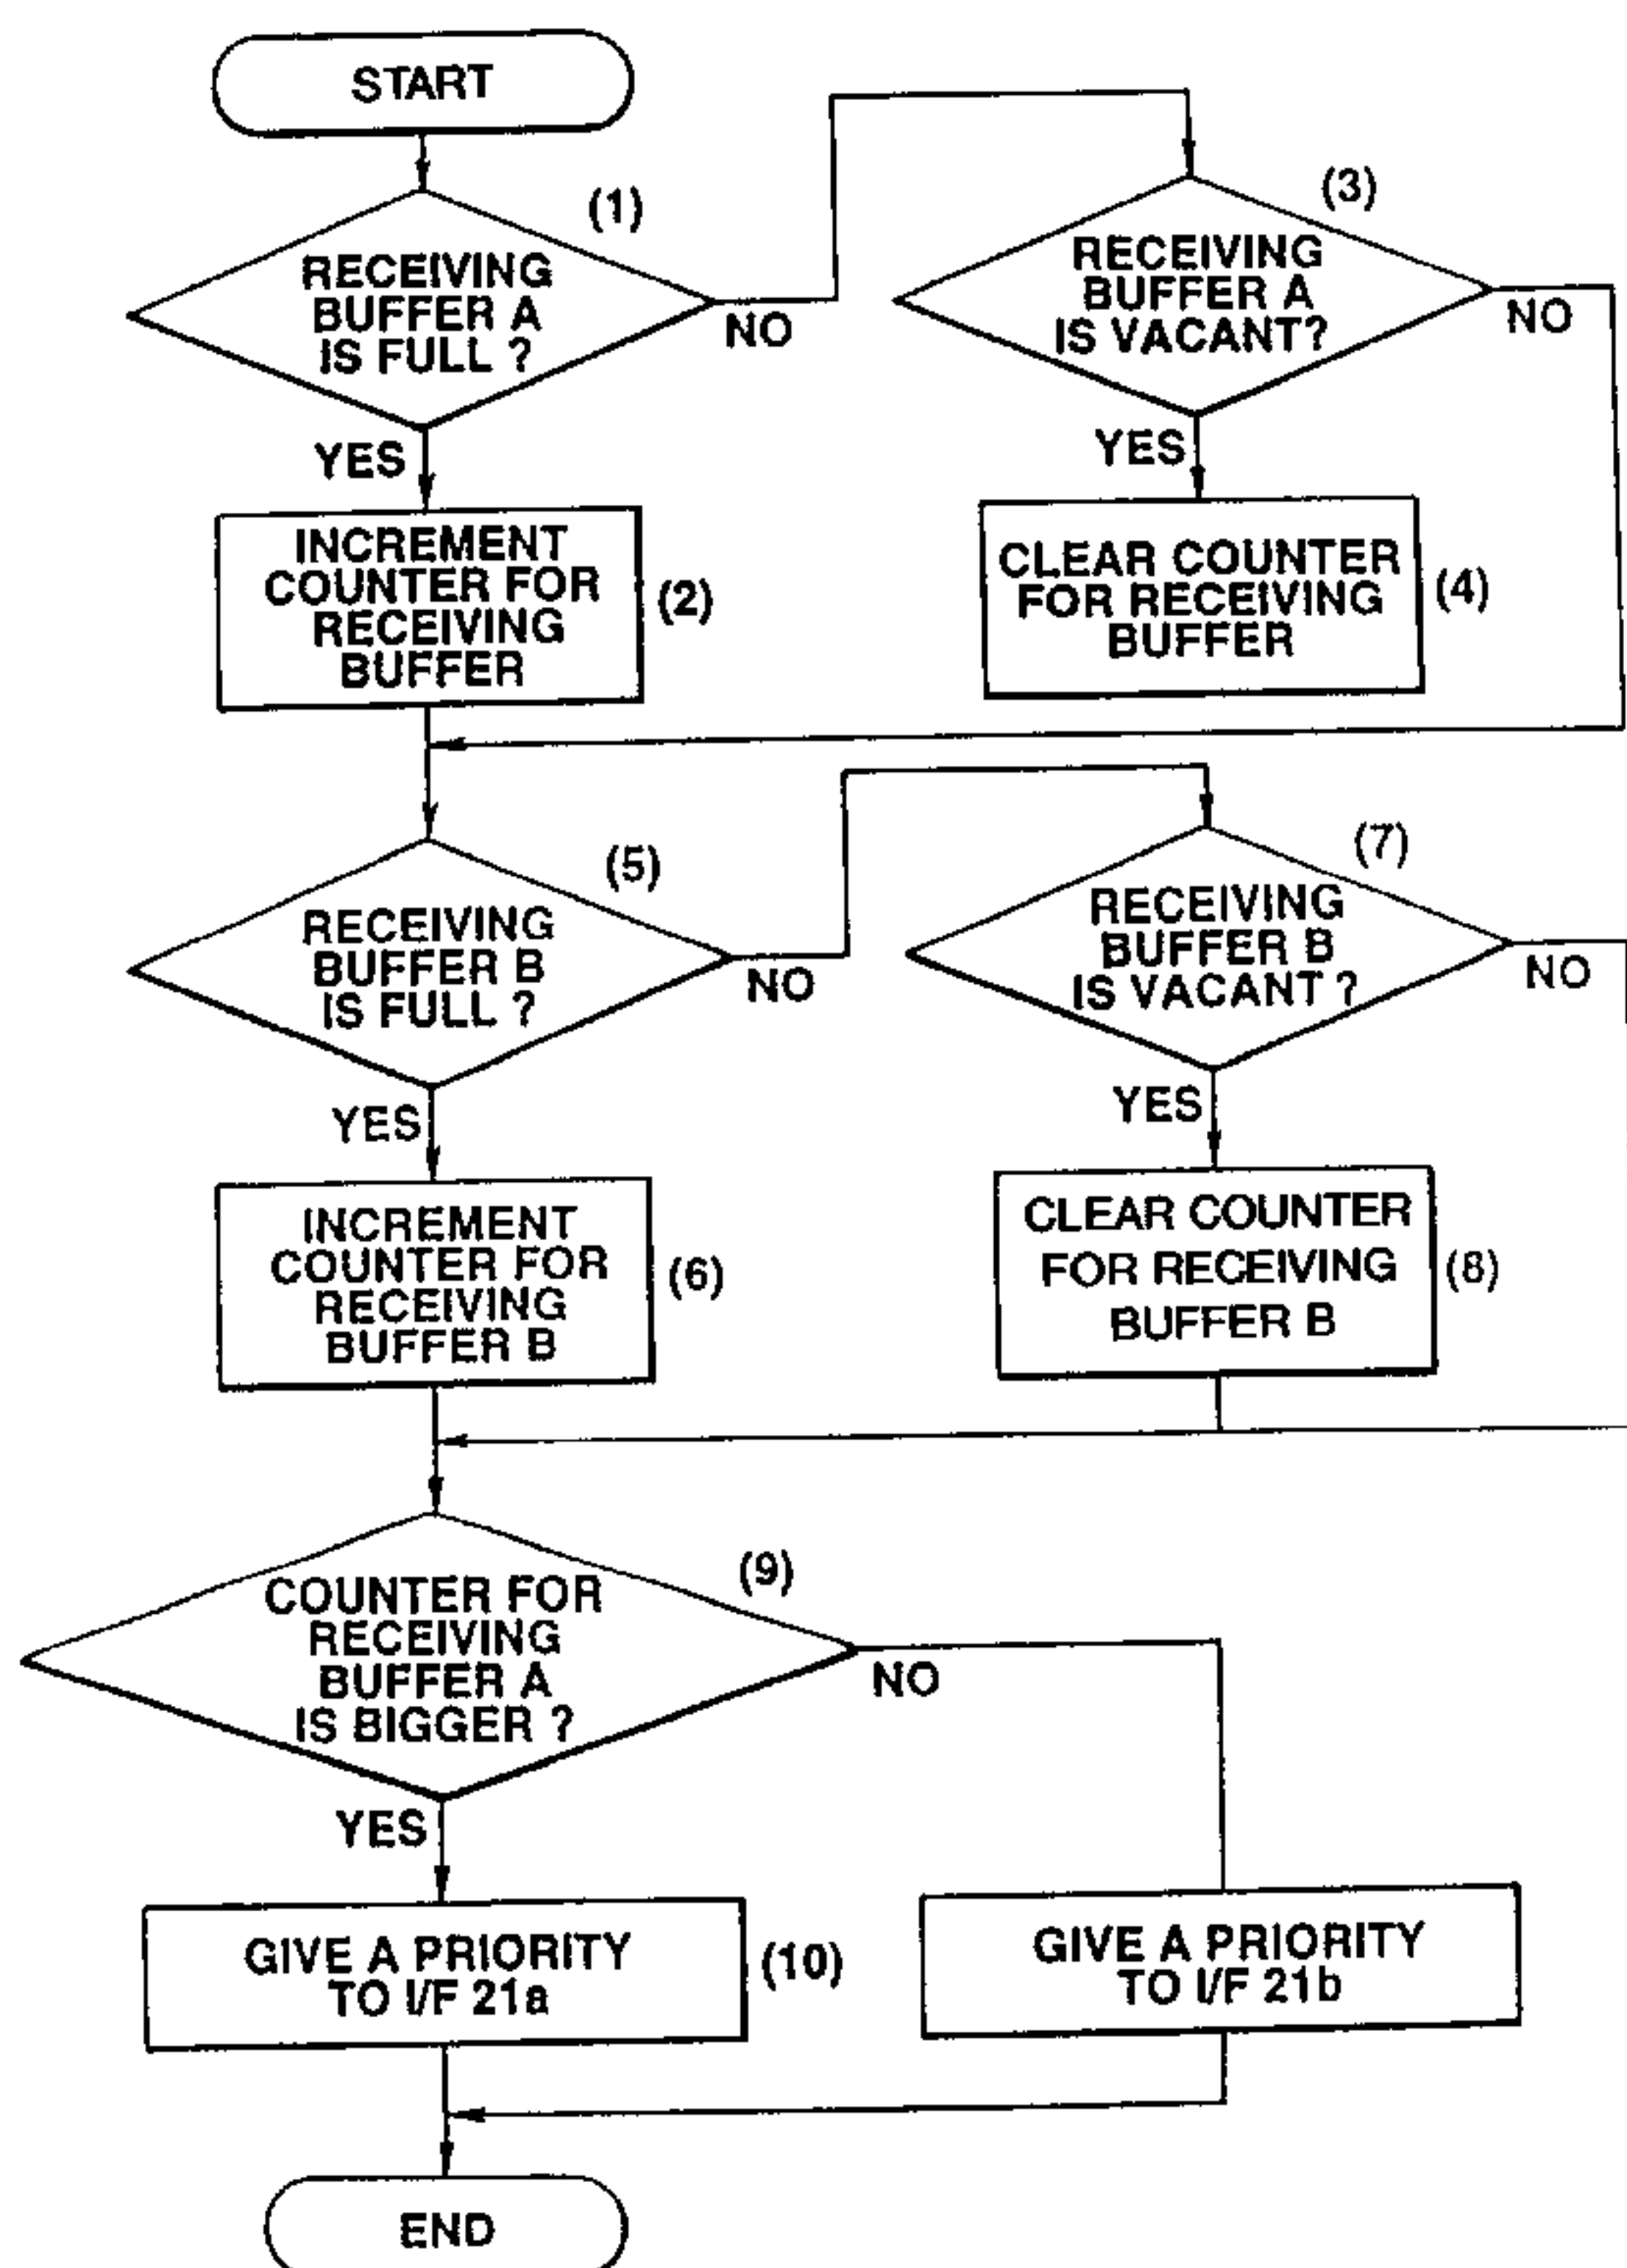 START
(1)
RECEIVING
BUFFER A
IS FULL ?
NO
YES
(3)
RECEIVING
BUFFER A
IS VACANT?
NO
YES
INCREMENT
COUNTER FOR
RECEIVING
BUFFER
(2)
CLEAR COUNTER
FOR RECEIVING
BUFFER
(4)
(5)
RECEIVING
BUFFER B
IS FULL ?
NO
YES
(7)
RECEIVING
BUFFER B
IS VACANT ?
NO
YES
INCREMENT
COUNTER FOR
RECEIVING
BUFFER B
(6)
CLEAR COUNTER
FOR RECEIVING
BUFFER B
(8)
(9)
COUNTER FOR
RECEIVING
BUFFER A
IS BIGGER ?
NO
YES
GIVE A PRIORITY
TO I/F 21a
(10)
GIVE A PRIORITY
TO I/F 21b
END